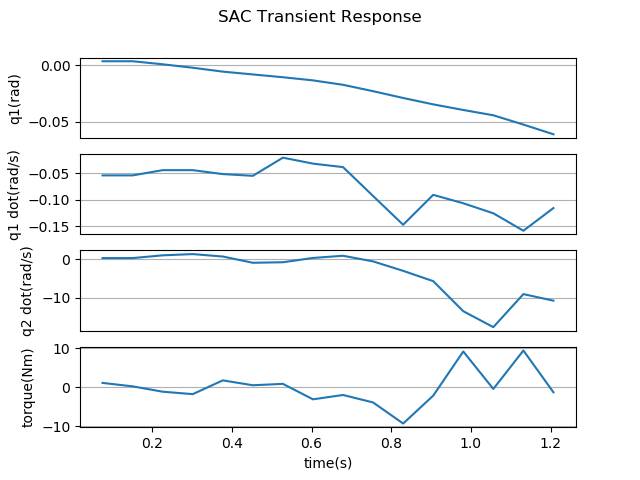 SAC Transient Response
q1(rad)
0.00
−0.05
q1 dot(rad/s)
−0.05
−0.10
−0.15
q2 dot(rad/s)
0
−10
torque(Nm)
10
0
−10
0.2 0.4 0.6 0.8 1.0 1.2
time(s)